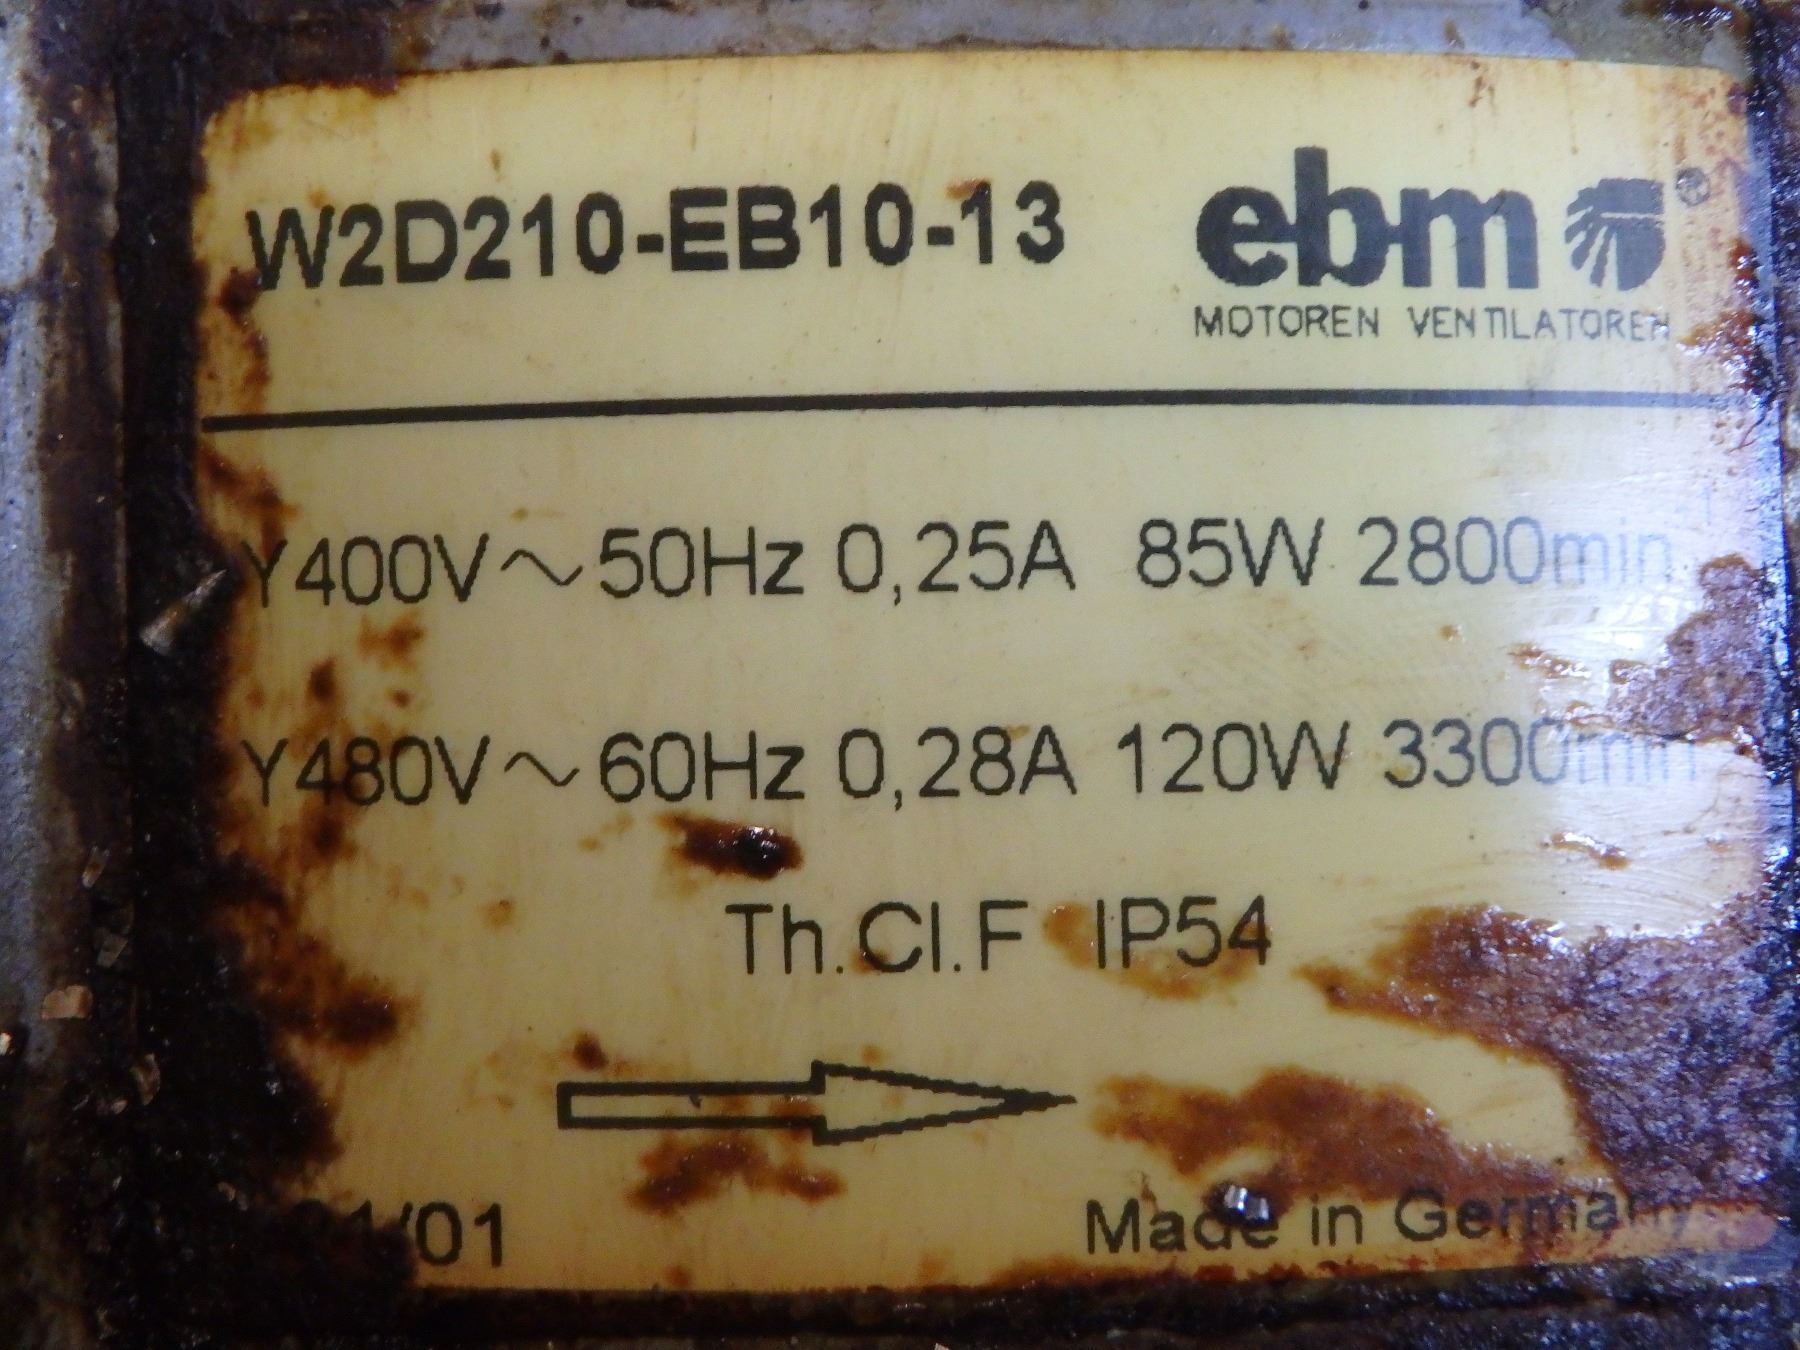 W2D210-EB10-13
ebm®
MOTOREN VENTILATOREN
Y400V~50Hz 0,25A 85W 2800min
Y480V~60Hz 0,28A 120W 3300min
Th.Cl.F IP54
Made in Germany